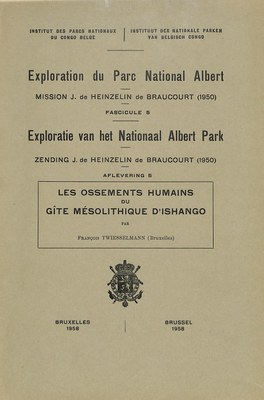 INSTITUT DES PARCS NATIONAUX
DU CONGO BELGE
INSTITUUT DER NATIONALE PARKEN
VAN BELGISCH CONGO
Exploration du Parc National Albert
MISSION J. de HEINZELIN de BRAUCOURT (1950)
FASCICULE 5
Exploratie van het Nationaal Albert Park
ZENDING J. de HEINZELIN de BRAUCOURT (1950)
AFLEVERING 5
LES OSSEMENTS HUMAINS
DU
GÎTE MÉSOLITHIQUE D'ISHANGO
PAR
François TWIESSELMANN (Bruxelles)
BRUXELLES
1958
BRUSSEL
1958